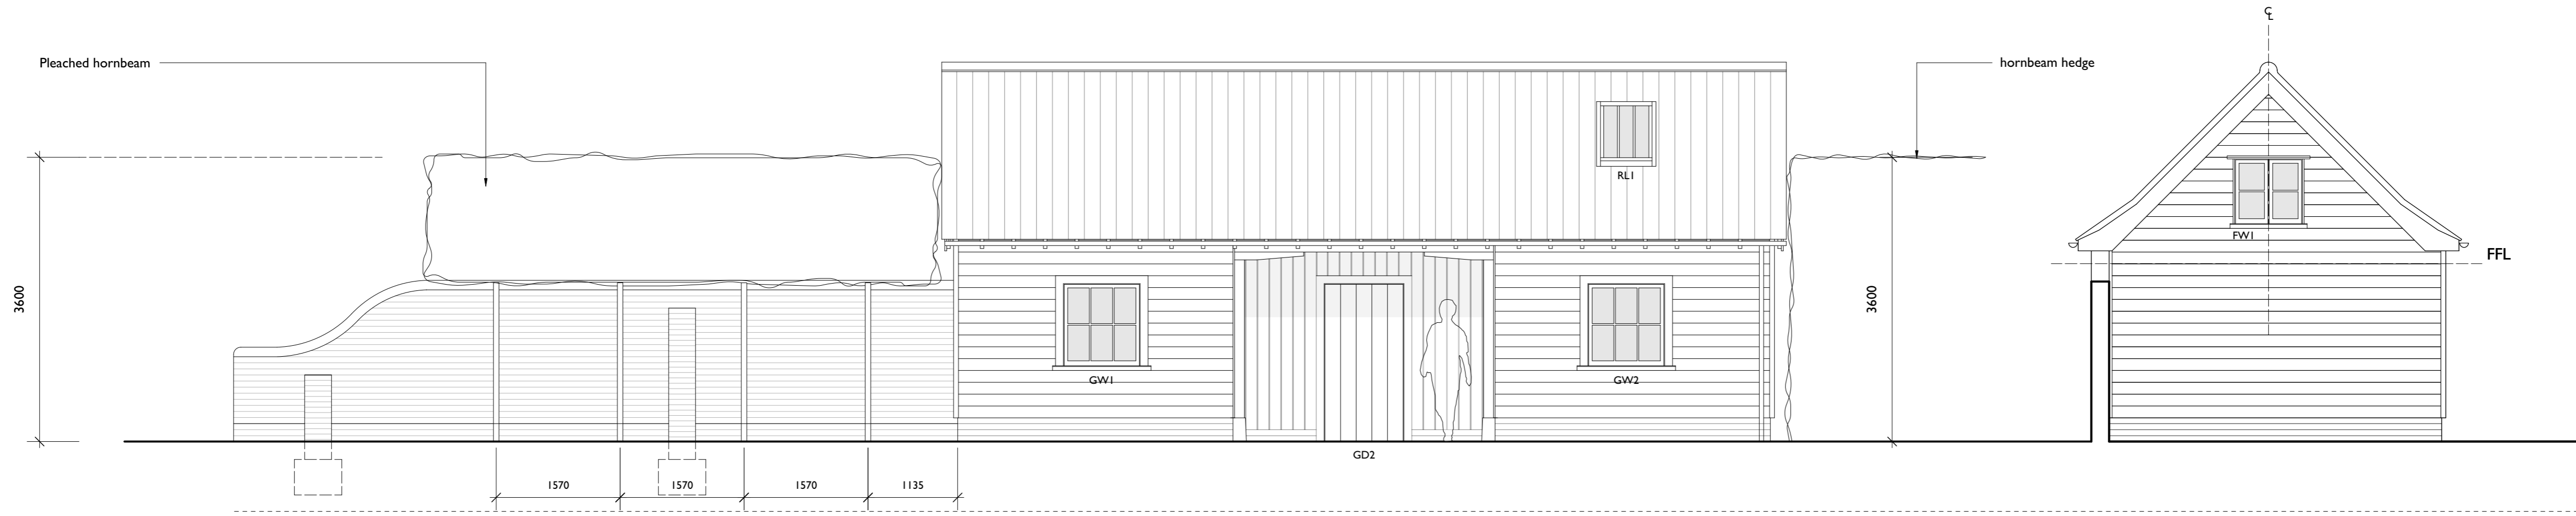 ℄
Pleached hornbeam
hornbeam hedge
RL1
FW1
FFL
3600
3600
GW1
GW2
GD2
1570
1570
1570
1135